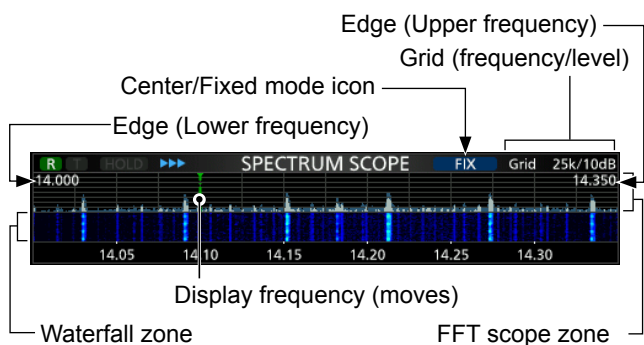 Edge (Upper frequency)
Grid (frequency/level)
Center/Fixed mode icon
Edge (Lower frequency)
R T HOLD SPECTRUM SCOPE FIX Grid 25k/10dB
14.000 14.350
14.05 14.10 14.15 14.20 14.25 14.30
Display frequency (moves)
Waterfall zone FFT scope zone